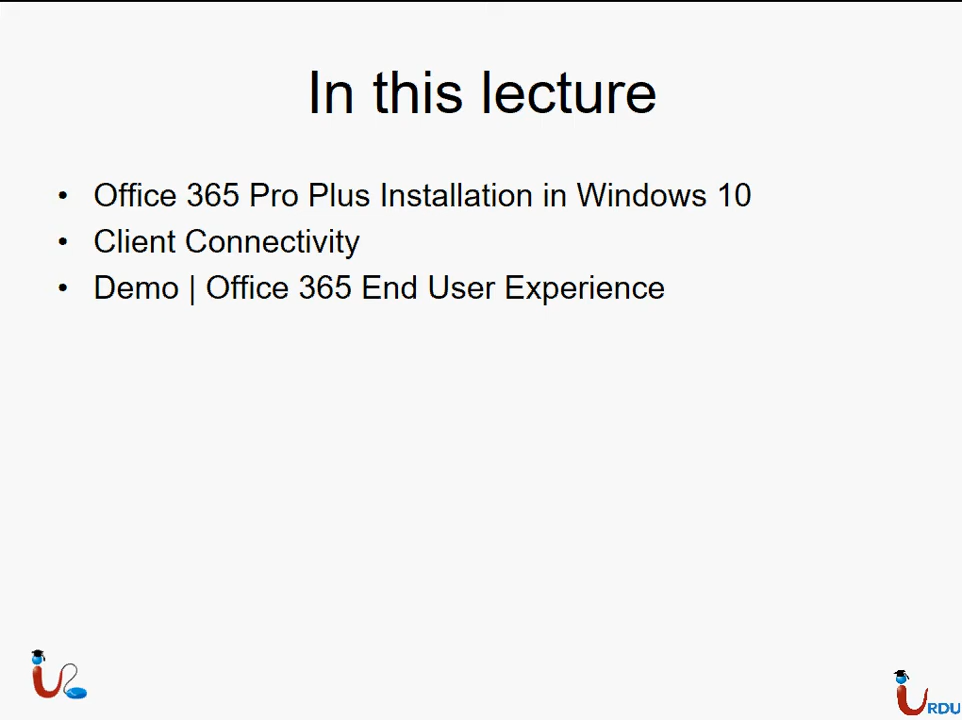 In this lecture
• Office 365 Pro Plus Installation in Windows 10
• Client Connectivity
• Demo | Office 365 End User Experience
URDU